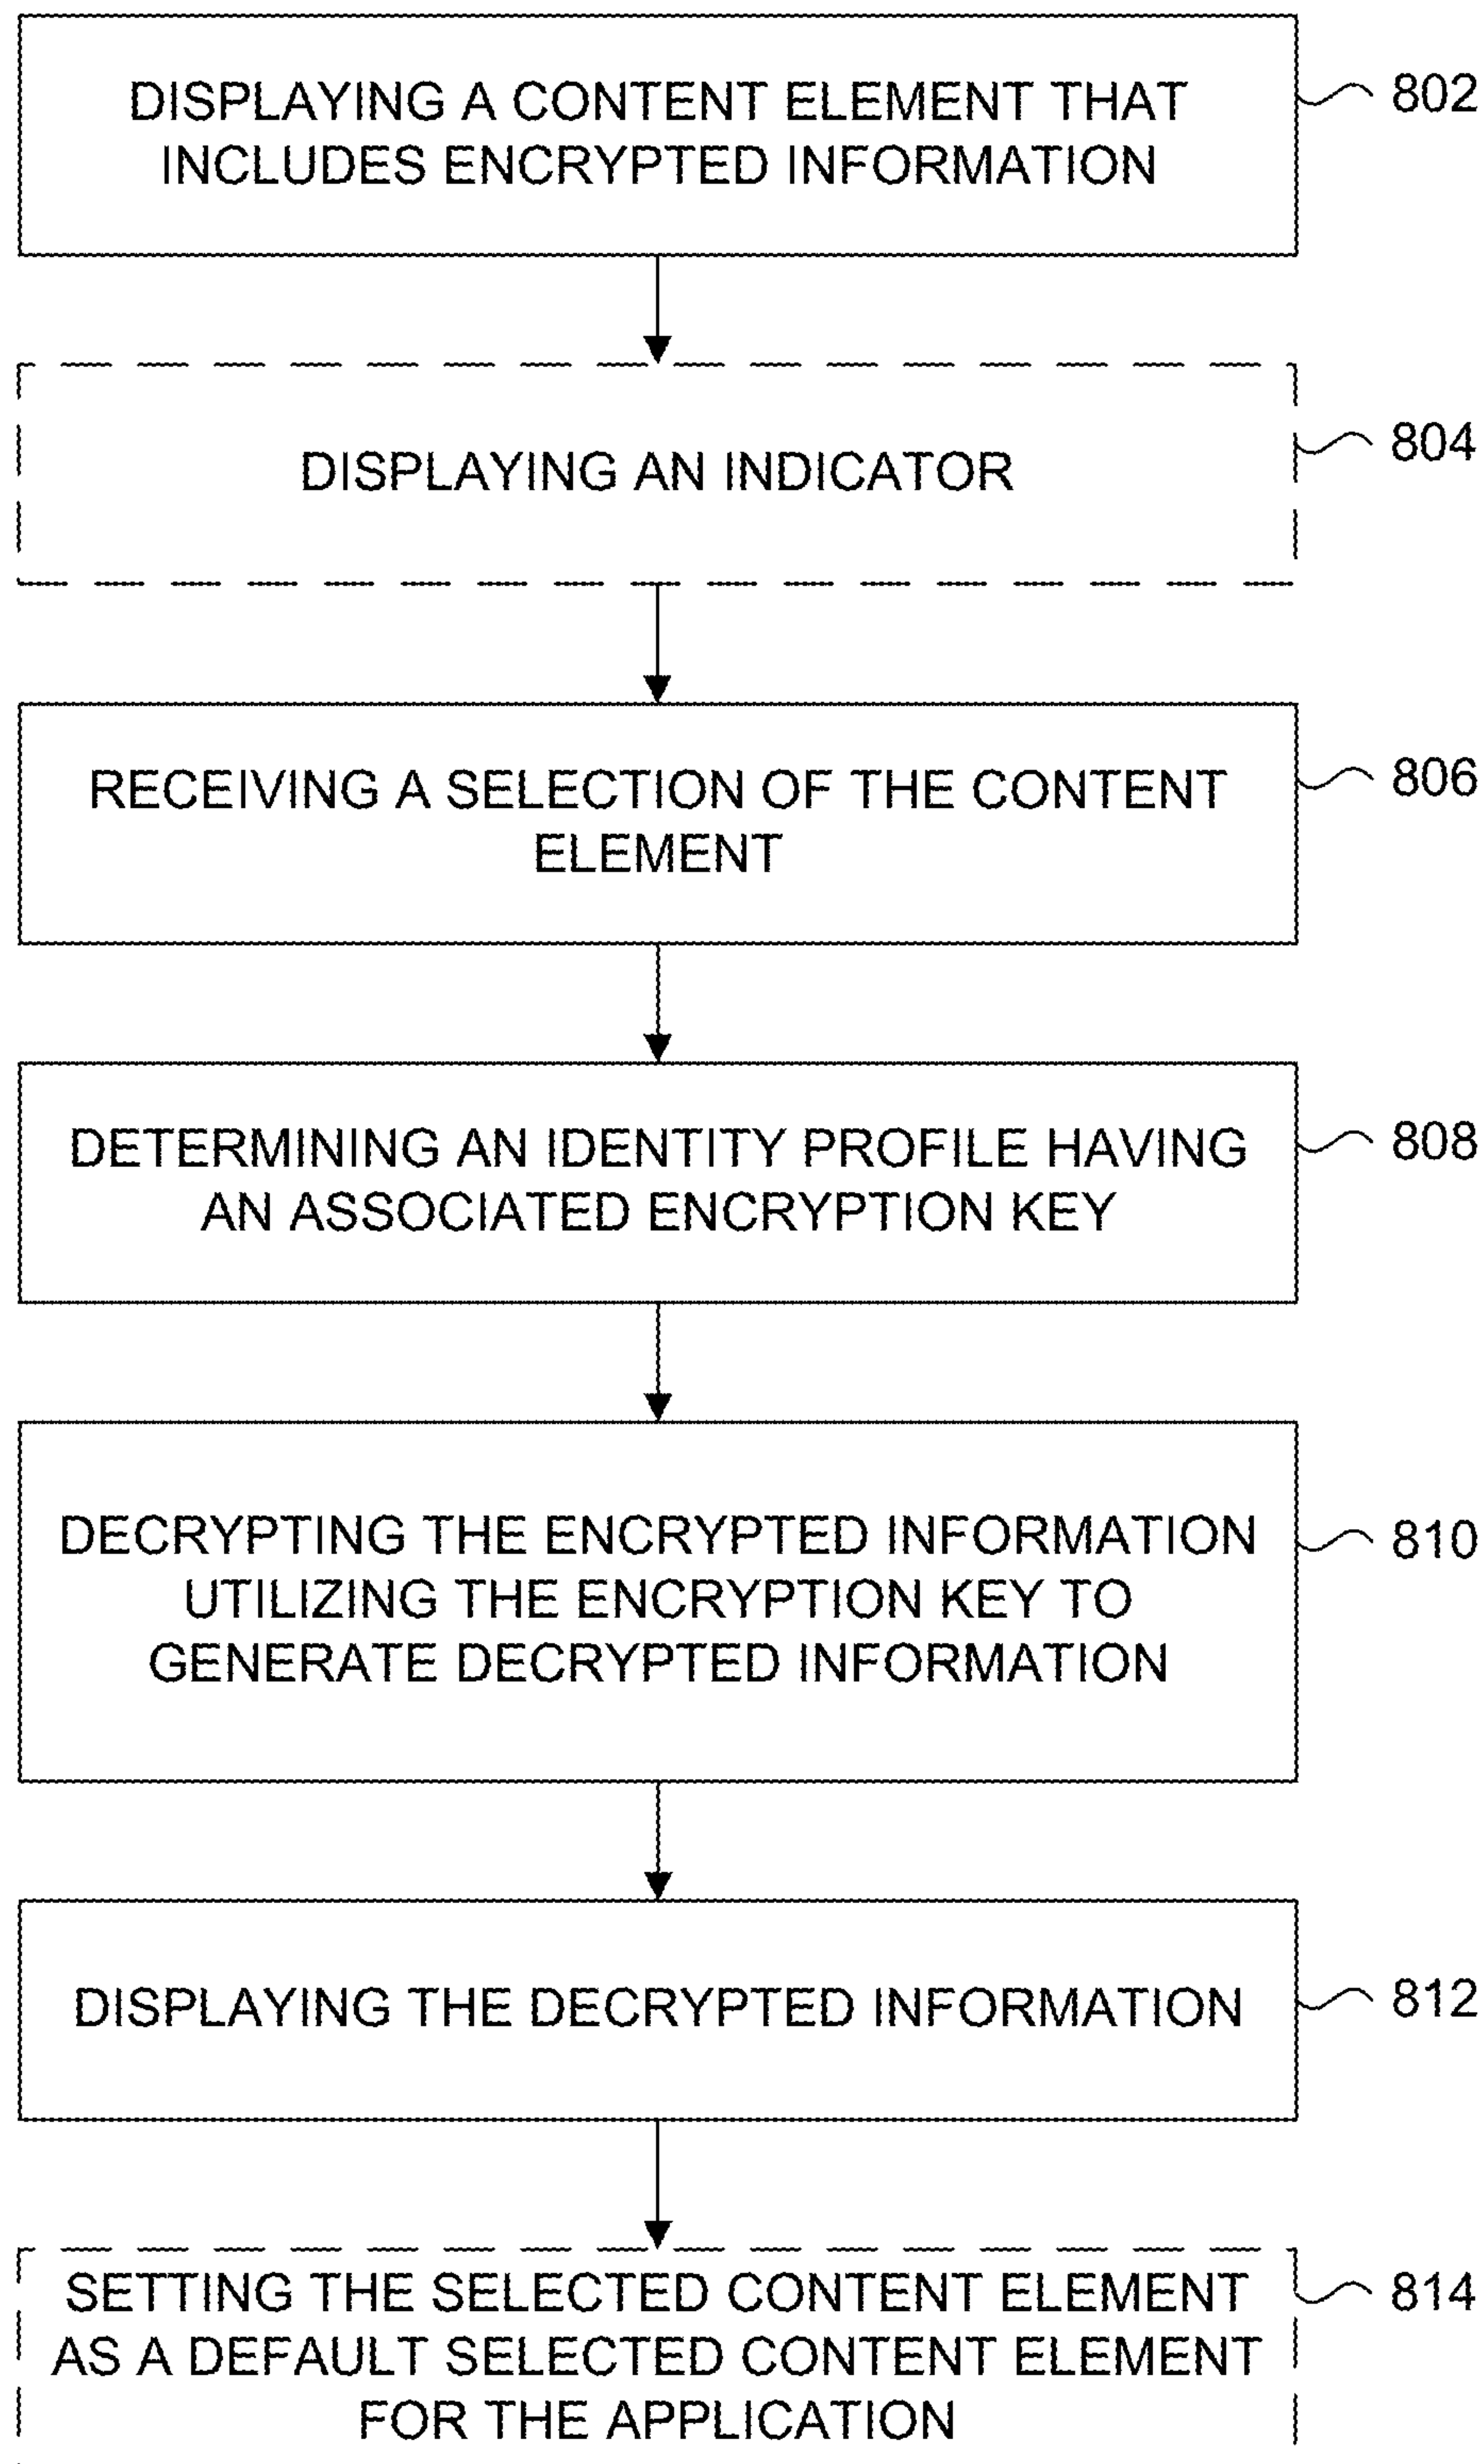 DISPLAYING A CONTENT ELEMENT THAT
INCLUDES ENCRYPTED INFORMATION
802
DISPLAYING AN INDICATOR
804
RECEIVING A SELECTION OF THE CONTENT
ELEMENT
806
DETERMINING AN IDENTITY PROFILE HAVING
AN ASSOCIATED ENCRYPTION KEY
808
DECRYPTING THE ENCRYPTED INFORMATION
UTILIZING THE ENCRYPTION KEY TO
GENERATE DECRYPTED INFORMATION
810
DISPLAYING THE DECRYPTED INFORMATION
812
SETTING THE SELECTED CONTENT ELEMENT
AS A DEFAULT SELECTED CONTENT ELEMENT
FOR THE APPLICATION
814